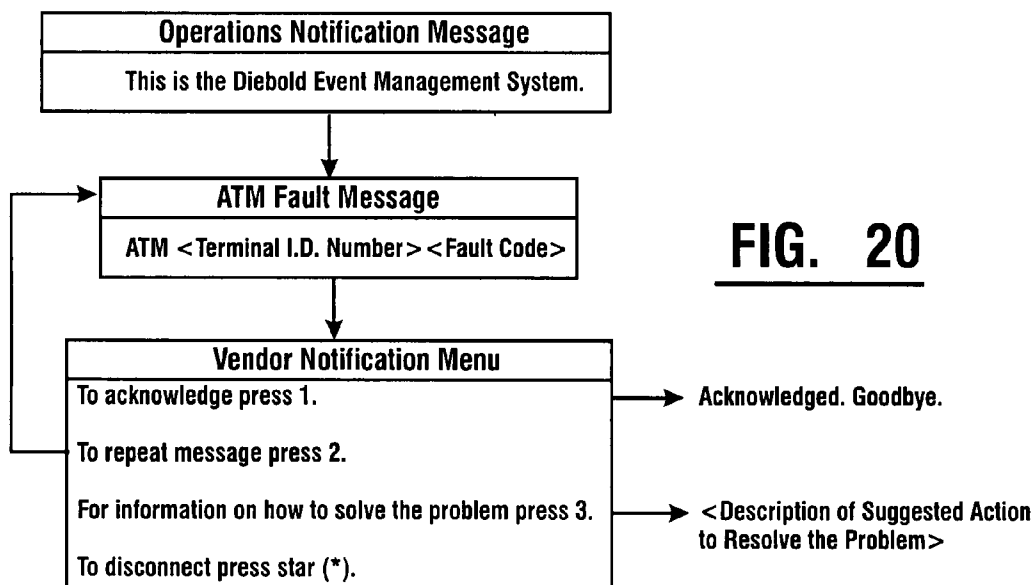 Operations Notification Message
This is the Diebold Event Management System.
ATM Fault Message
ATM <Terminal I.D. Number> <Fault Code>
FIG. 20
Vendor Notification Menu
To acknowledge press 1.
Acknowledged. Goodbye.
To repeat message press 2.
For information on how to solve the problem press 3.
<Description of Suggested Action
to Resolve the Problem>
To disconnect press star (*).